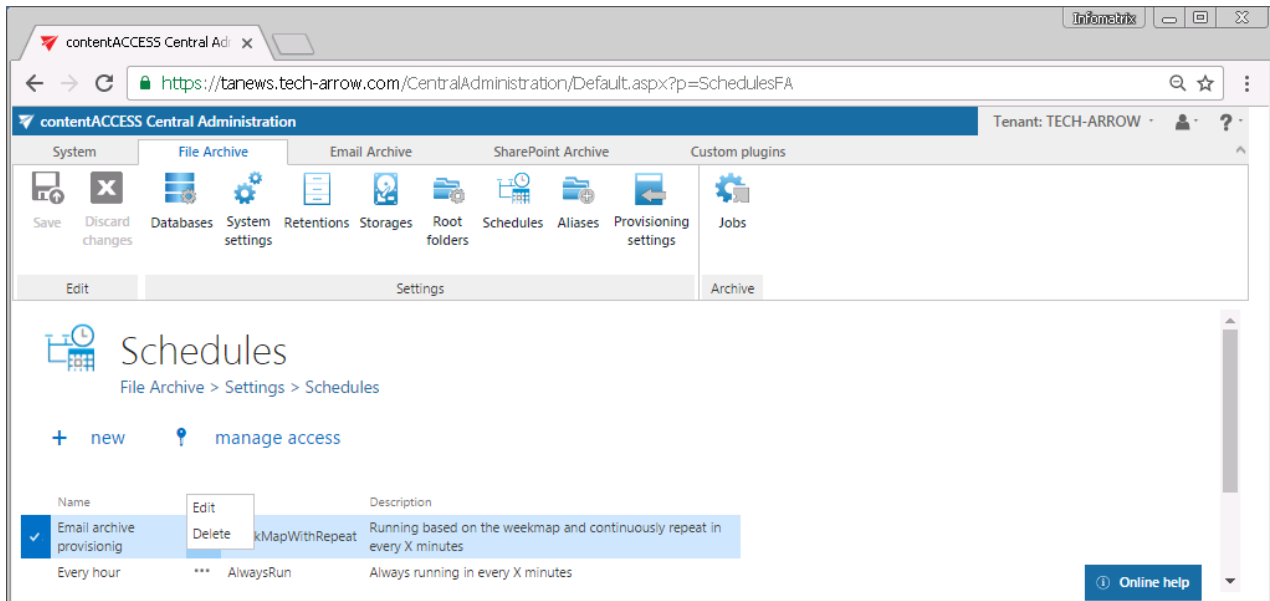 Infomatrix
contentACCESS Central Adr
https://tanews.tech-arrow.com/CentralAdministration/Default.aspx?p=SchedulesFA
contentACCESS Central Administration
Tenant: TECH-ARROW
?
System File Archive Email Archive SharePoint Archive Custom plugins
Save Discard changes Databases System settings Retentions Storages Root folders Schedules Aliases Provisioning settings Jobs
Edit Settings Archive
Schedules
File Archive > Settings > Schedules
+ new manage access
Name Description
Edit
Delete
Email archive provisionig kMapWithRepeat Running based on the weekmap and continuously repeat in every X minutes
Every hour ••• AlwaysRun Always running in every X minutes
Online help